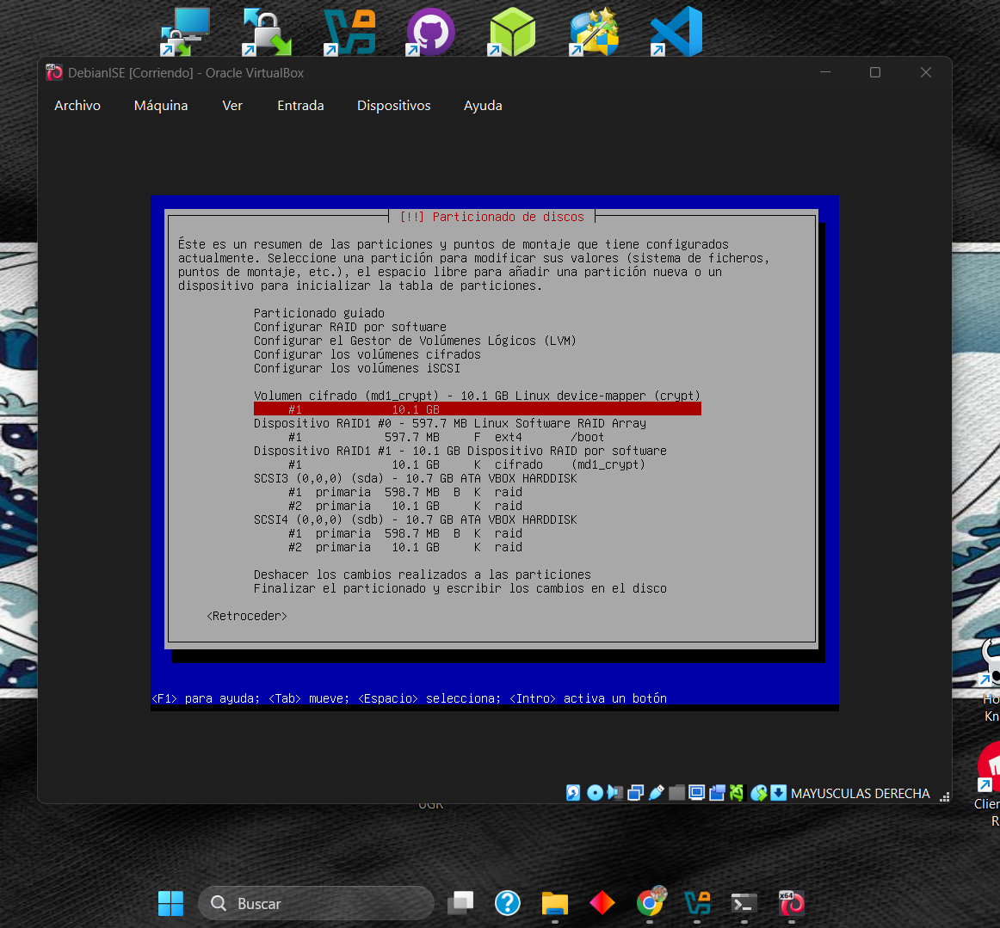 DebianISE [Corriendo] - Oracle VirtualBox
Archivo Máquina Ver Entrada Dispositivos Ayuda
[!!] Particionado de discos
Éste es un resumen de las particiones y puntos de montaje que tiene configurados
actualmente. Seleccione una partición para modificar sus valores (sistema de ficheros,
puntos de montaje, etc.), el espacio libre para añadir una partición nueva o un
dispositivo para inicializar la tabla de particiones.
Particionado guiado
Configurar RAID por software
Configurar el Gestor de Volúmenes Lógicos (LVM)
Configurar los volúmenes cifrados
Configurar los volúmenes iSCSI
Volumen cifrado (md1_crypt) - 10.1 GB Linux device-mapper (crypt)
#1 10.1 GB
Dispositivo RAID1 #0 - 597.7 MB Linux Software RAID Array
#1 597.7 MB F ext4 /boot
Dispositivo RAID1 #1 - 10.1 GB Dispositivo RAID por software
#1 10.1 GB K cifrado (md1_crypt)
SCSI3 (0,0,0) (sda) - 10.7 GB ATA VBOX HARDDISK
#1 primaria 598.7 MB B K raid
#2 primaria 10.1 GB K raid
SCSI4 (0,0,0) (sdb) - 10.7 GB ATA VBOX HARDDISK
#1 primaria 598.7 MB B K raid
#2 primaria 10.1 GB K raid
Deshacer los cambios realizados a las particiones
Finalizar el particionado y escribir los cambios en el disco
<Retroceder>
<F1> para ayuda; <Tab> mueve; <Espacio> selecciona; <Intro> activa un botón
Ho
Kn
MAYUSCULAS DERECHA
UGR
Clien
R
Buscar
x64